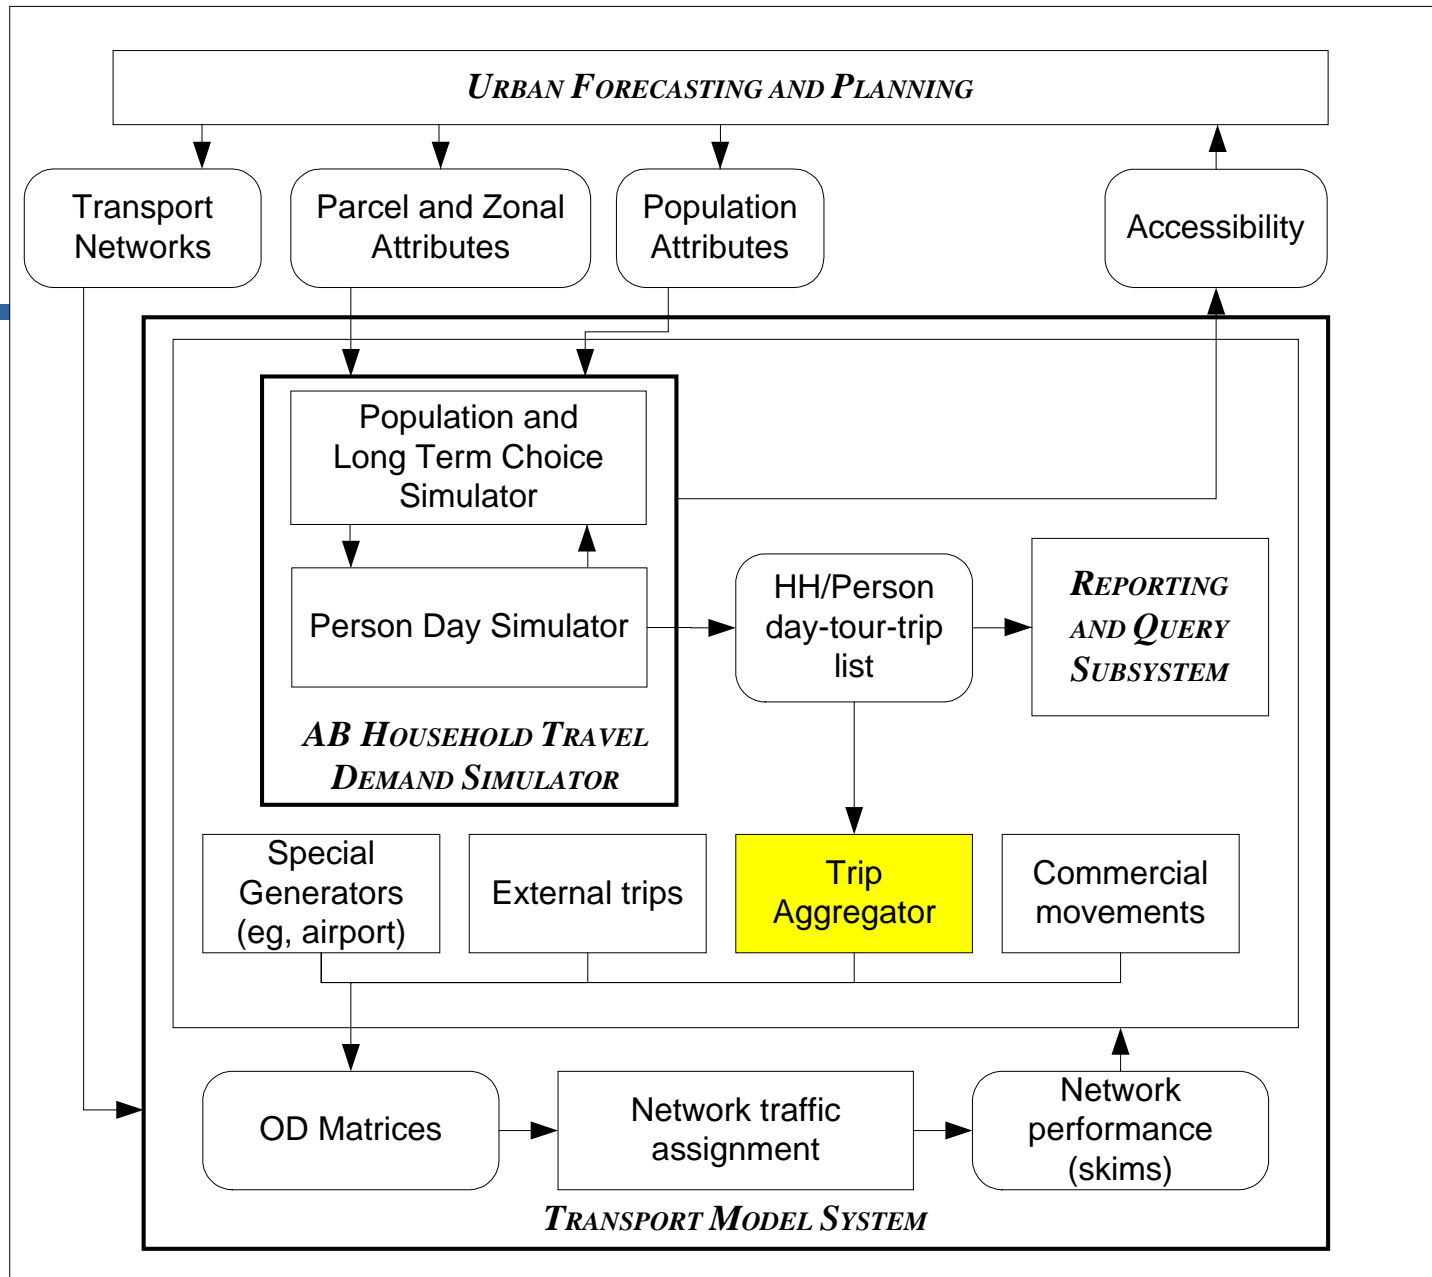 URBAN FORECASTING AND PLANNING
Transport
Networks
Parcel and Zonal
Attributes
Population
Attributes
Accessibility
Population and
Long Term Choice
Simulator
Person Day Simulator
AB HOUSEHOLD TRAVEL
DEMAND SIMULATOR
HH/Person
day-tour-trip
list
REPORTING
AND QUERY
SUBSYSTEM
Special
Generators
(eg, airport)
External trips
Trip
Aggregator
Commercial
movements
OD Matrices
Network traffic
assignment
Network
performance
(skims)
TRANSPORT MODEL SYSTEM